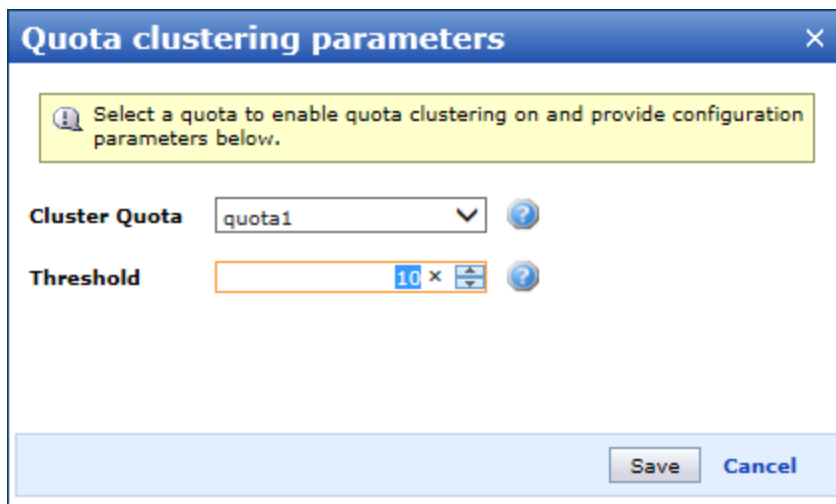 Quota clustering parameters
Select a quota to enable quota clustering on and provide configuration
parameters below.
Cluster Quota quota1
Threshold 10
Save Cancel